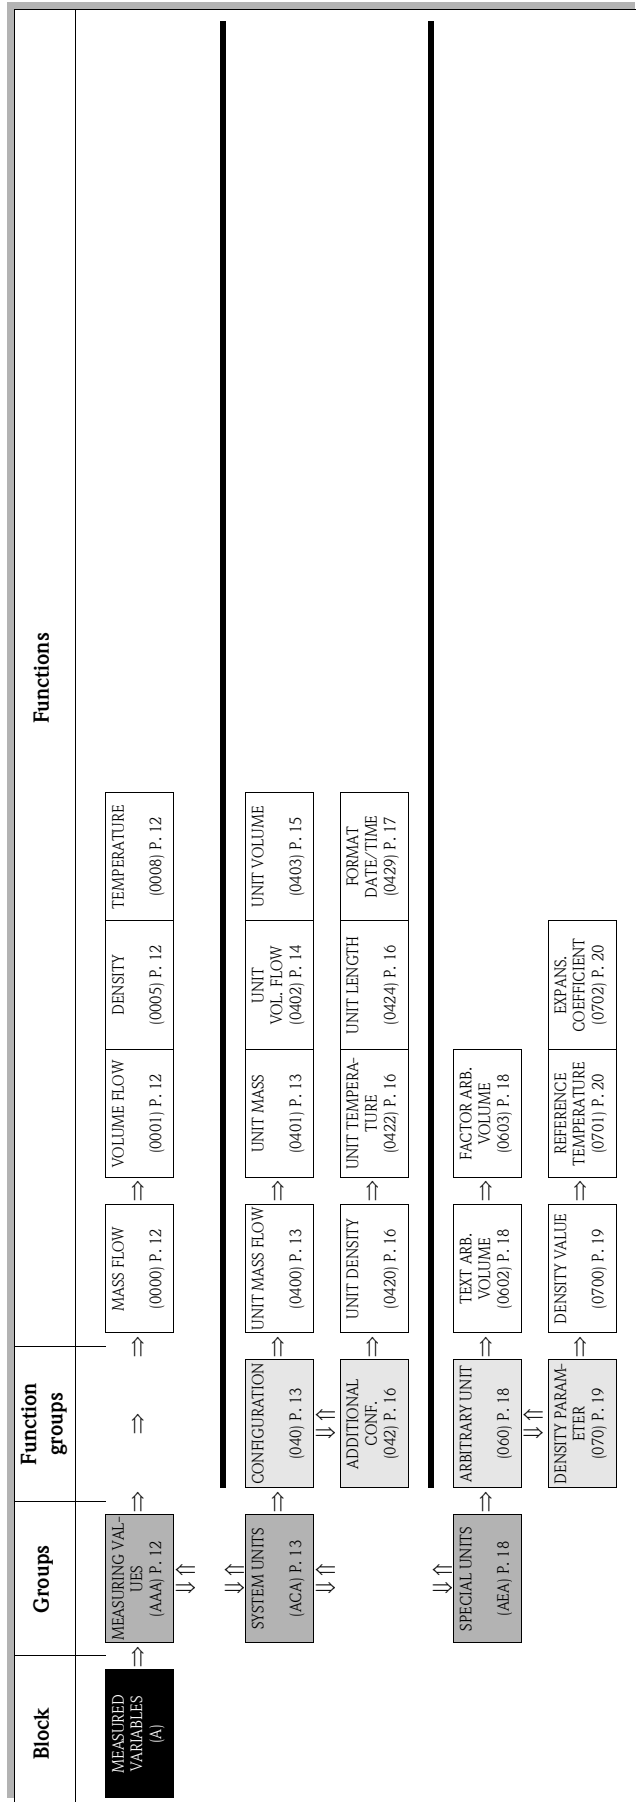 Block
Groups
Function
groups
Functions
MEASURED
VARIABLES
(A)
⇒
MEASURING VAL-
UES
(AAA) P. 12
⇒
⇒
⇒
MASS FLOW
(0000) P. 12
⇒
VOLUME FLOW
(0001) P. 12
DENSITY
(0005) P. 12
TEMPERATURE
(0008) P. 12
⇓⇑
⇓⇑
SYSTEM UNITS
(ACA) P. 13
⇒
CONFIGURATION
(040) P. 13
⇒
UNIT MASS FLOW
(0400) P. 13
⇒
UNIT MASS
(0401) P. 13
UNIT
VOL. FLOW
(0402) P. 14
UNIT VOLUME
(0403) P. 15
⇓⇑
⇓⇑
ADDITIONAL
CONF.
(042) P. 16
⇒
UNIT DENSITY
(0420) P. 16
⇒
UNIT TEMPERA-
TURE
(0422) P. 16
UNIT LENGTH
(0424) P. 16
FORMAT
DATE/TIME
(0429) P. 17
⇓⇑
SPECIAL UNITS
(AEA) P. 18
⇒
ARBITRARY UNIT
(060) P. 18
⇒
TEXT ARB.
VOLUME
(0602) P. 18
⇒
FACTOR ARB.
VOLUME
(0603) P. 18
⇓⇑
DENSITY PARAM-
ETER
(070) P. 19
⇒
DENSITY VALUE
(0700) P. 19
⇒
REFERENCE
TEMPERATURE
(0701) P. 20
EXPANS.
COEFFICIENT
(0702) P. 20